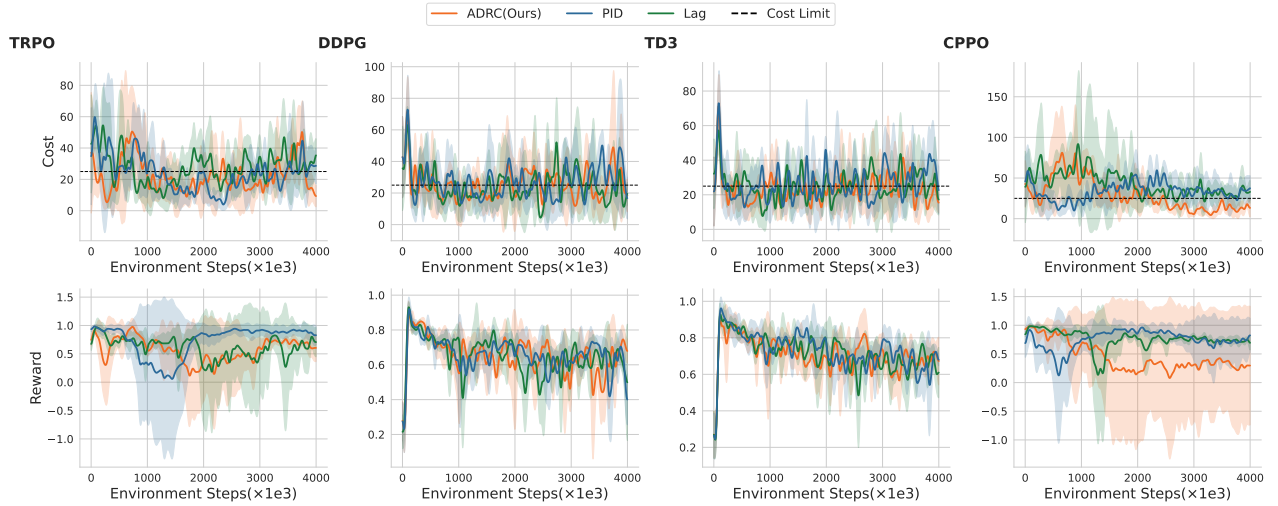 ADRC(Ours) PID Lag Cost Limit
TRPO DDPG TD3 CPPO
Cost
80
60
40
20
0
0 1000 2000 3000 4000
Environment Steps(×1e3)
100
80
60
40
20
0
0 1000 2000 3000 4000
Environment Steps(×1e3)
80
60
40
20
0
0 1000 2000 3000 4000
Environment Steps(×1e3)
150
100
50
0
0 1000 2000 3000 4000
Environment Steps(×1e3)
Reward
1.5
1.0
0.5
0.0
−0.5
−1.0
0 1000 2000 3000 4000
Environment Steps(×1e3)
1.0
0.8
0.6
0.4
0.2
0 1000 2000 3000 4000
Environment Steps(×1e3)
1.0
0.8
0.6
0.4
0.2
0 1000 2000 3000 4000
Environment Steps(×1e3)
1.5
1.0
0.5
0.0
−0.5
−1.0
0 1000 2000 3000 4000
Environment Steps(×1e3)